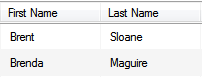 First Name Last Name
Brent Sloane
Brenda Maguire